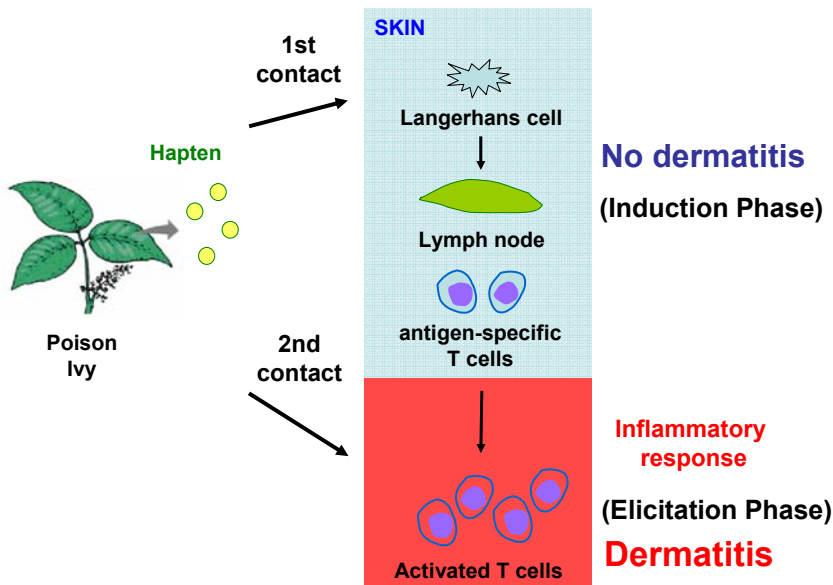 SKIN
1st
contact
Langerhans cell
Hapten
No dermatitis
(Induction Phase)
Lymph node
Poison
Ivy
2nd
contact
antigen-specific
T cells
Inflammatory
response
(Elicitation Phase)
Dermatitis
Activated T cells